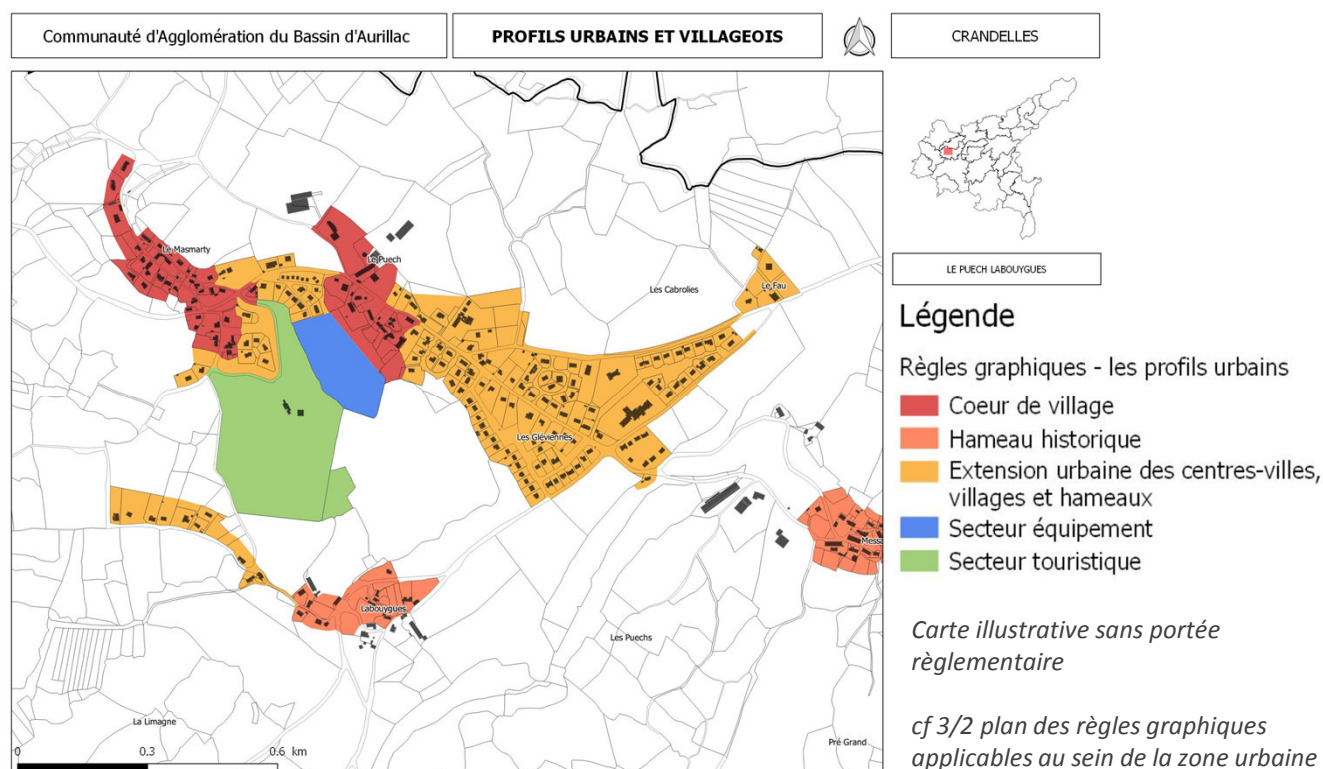 Communauté d'Agglomération du Bassin d'Aurillac
PROFILS URBAINS ET VILLAGEOIS
CRANDELLES
LE PUECH LABOUYGUES
Légende
Règles graphiques - les profils urbains
Coeur de village
Hameau historique
Extension urbaine des centres-villes,
villages et hameaux
Secteur équipement
Secteur touristique
Carte illustrative sans portée
règlementaire
cf 3/2 plan des règles graphiques
applicables au sein de la zone urbaine
Le Masmarty
Le Puech
Les Cabrolies
Le Fau
Les Gléviennes
Messa
Labouygues
Les Puechs
La Limagne
Pré Grand
0 0.3 0.6 km